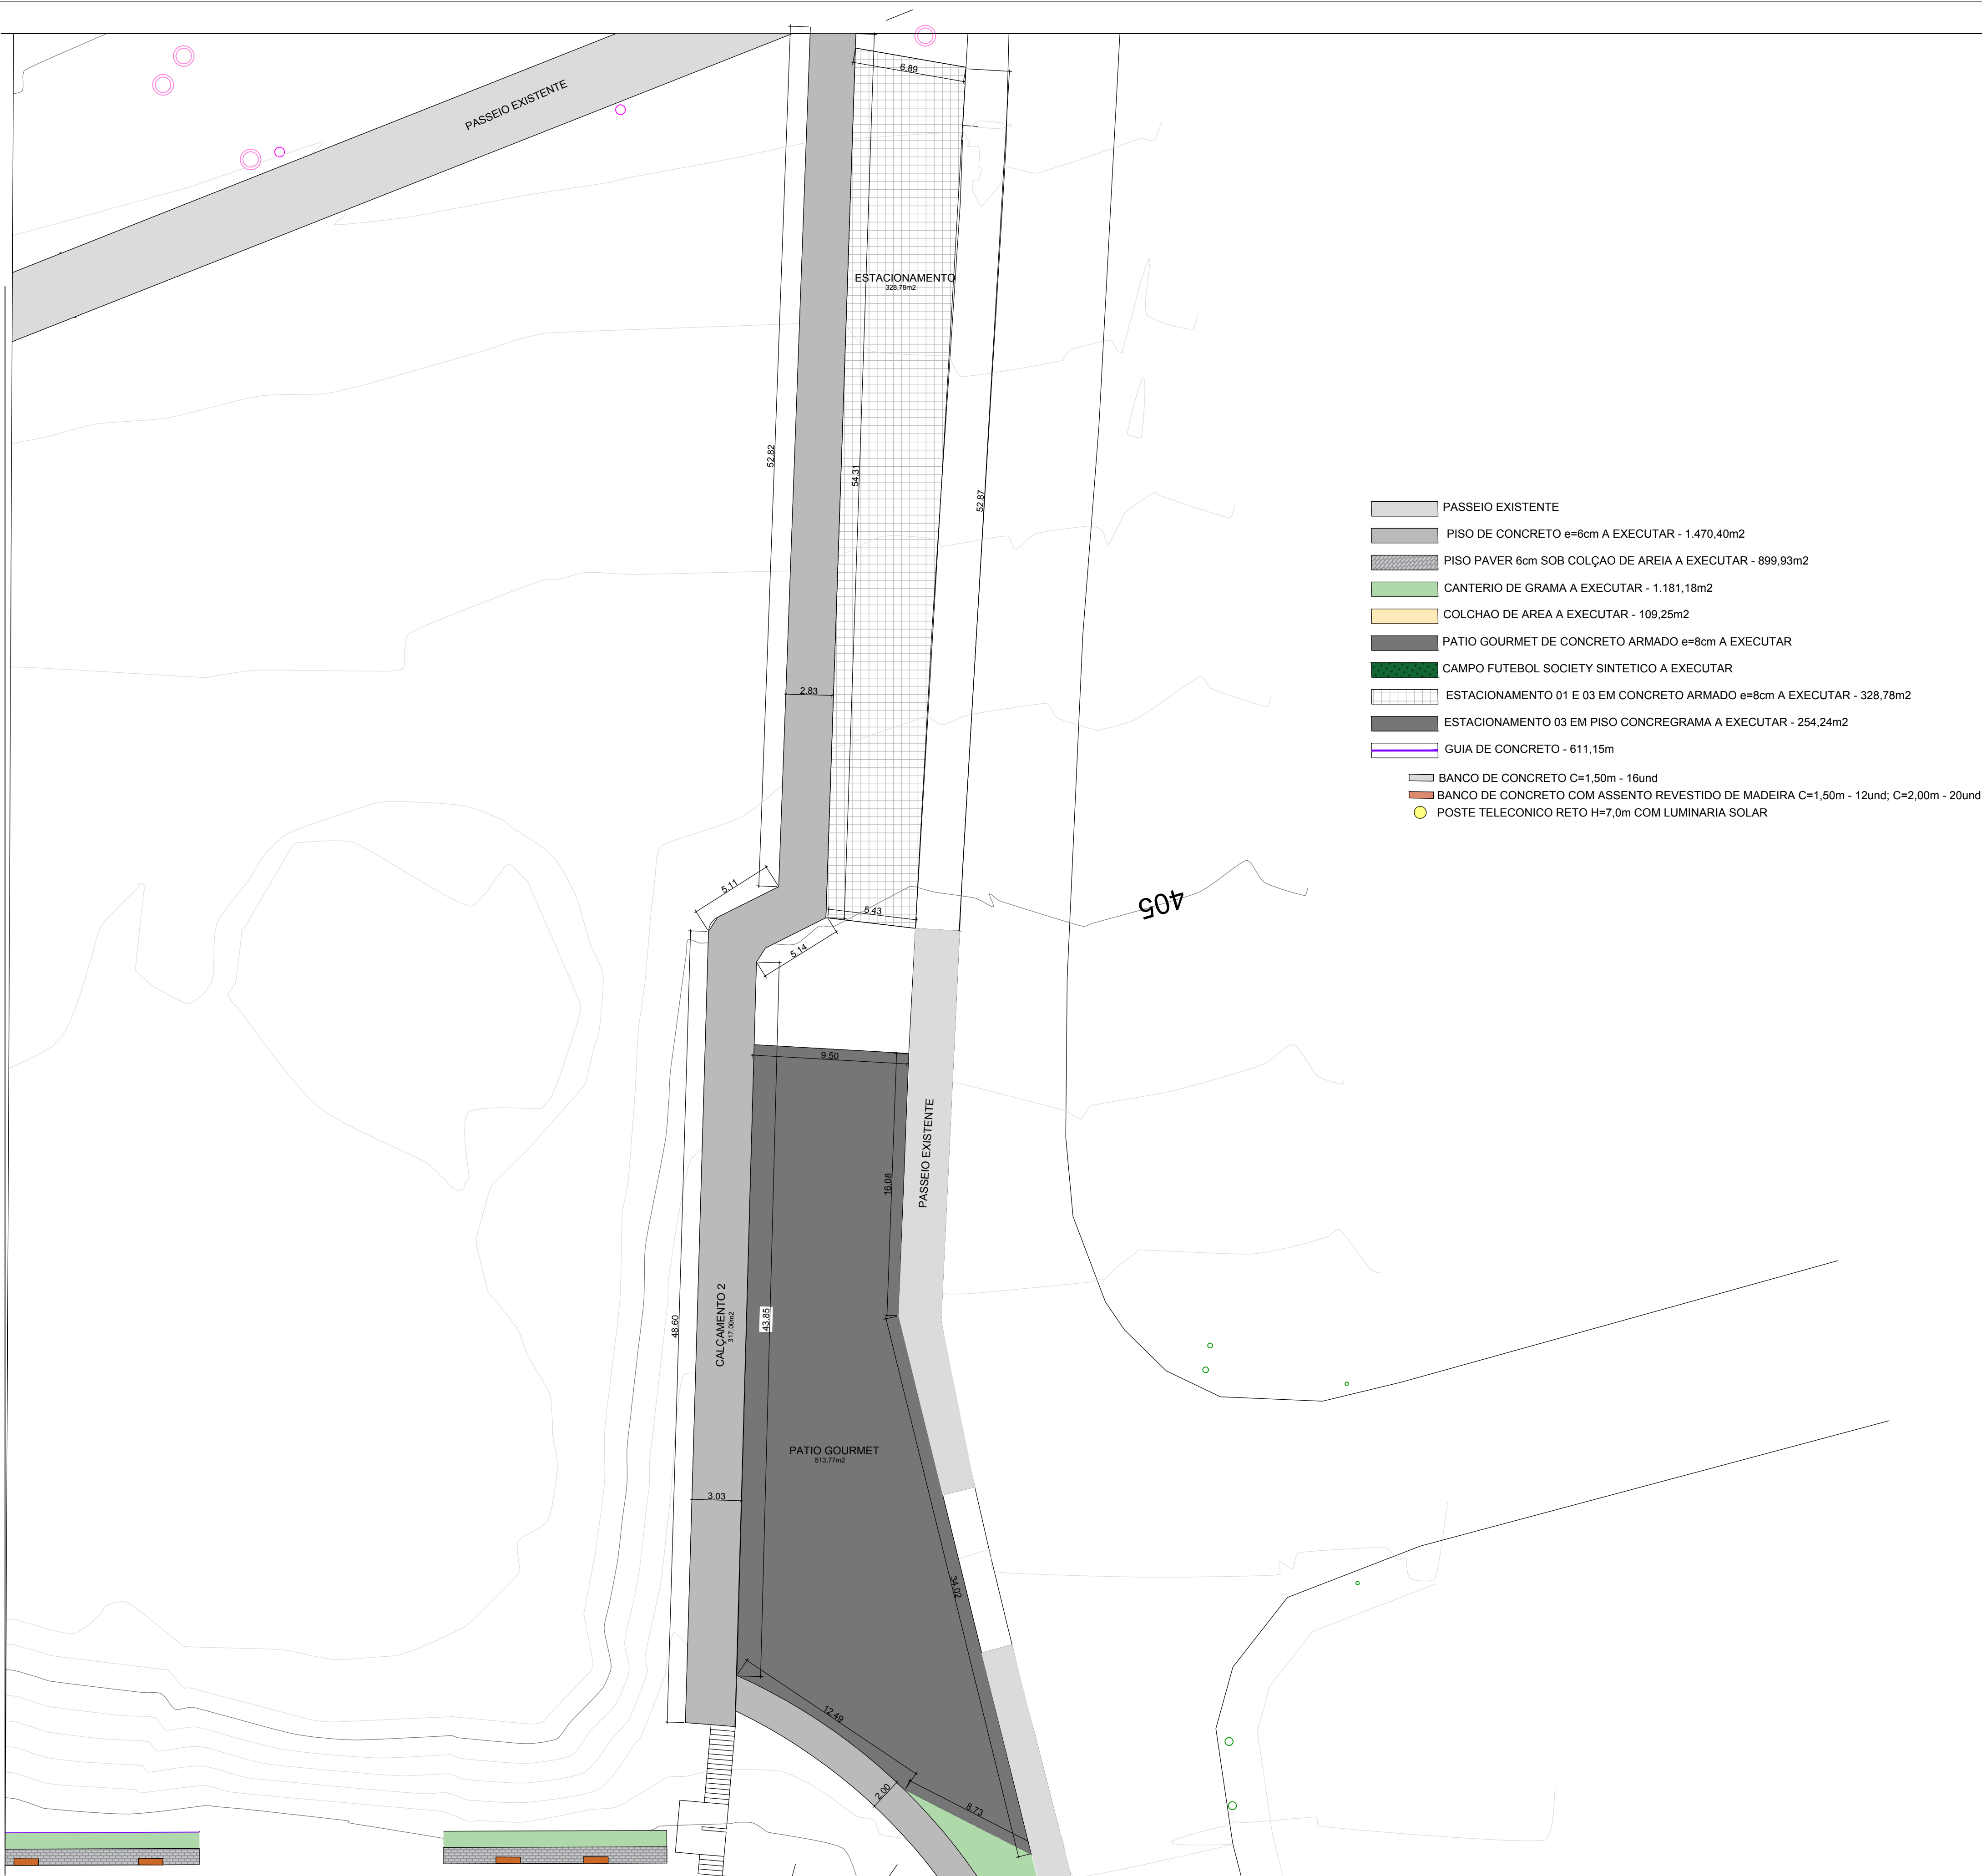 6.89
PASSEIO EXISTENTE
ESTACIONAMENTO
328,78m2
52.82
54.31
52.87
2.83
5.11
5.43
5.14
405
9.50
PASSEIO EXISTENTE
16.08
CALÇAMENTO 2
317,00m2
48.60
43.85
PATIO GOURMET
513,77m2
3.03
34.02
12.49
2.00
8.73
PASSEIO EXISTENTE
PISO DE CONCRETO e=6cm A EXECUTAR - 1.470,40m2
PISO PAVER 6cm SOB COLÇAO DE AREIA A EXECUTAR - 899,93m2
CANTERIO DE GRAMA A EXECUTAR - 1.181,18m2
COLCHAO DE AREA A EXECUTAR - 109,25m2
PATIO GOURMET DE CONCRETO ARMADO e=8cm A EXECUTAR
CAMPO FUTEBOL SOCIETY SINTETICO A EXECUTAR
ESTACIONAMENTO 01 E 03 EM CONCRETO ARMADO e=8cm A EXECUTAR - 328,78m2
ESTACIONAMENTO 03 EM PISO CONCREGRAMA A EXECUTAR - 254,24m2
GUIA DE CONCRETO - 611,15m
BANCO DE CONCRETO C=1,50m - 16und
BANCO DE CONCRETO COM ASSENTO REVESTIDO DE MADEIRA C=1,50m - 12und; C=2,00m - 20und
POSTE TELECONICO RETO H=7,0m COM LUMINARIA SOLAR